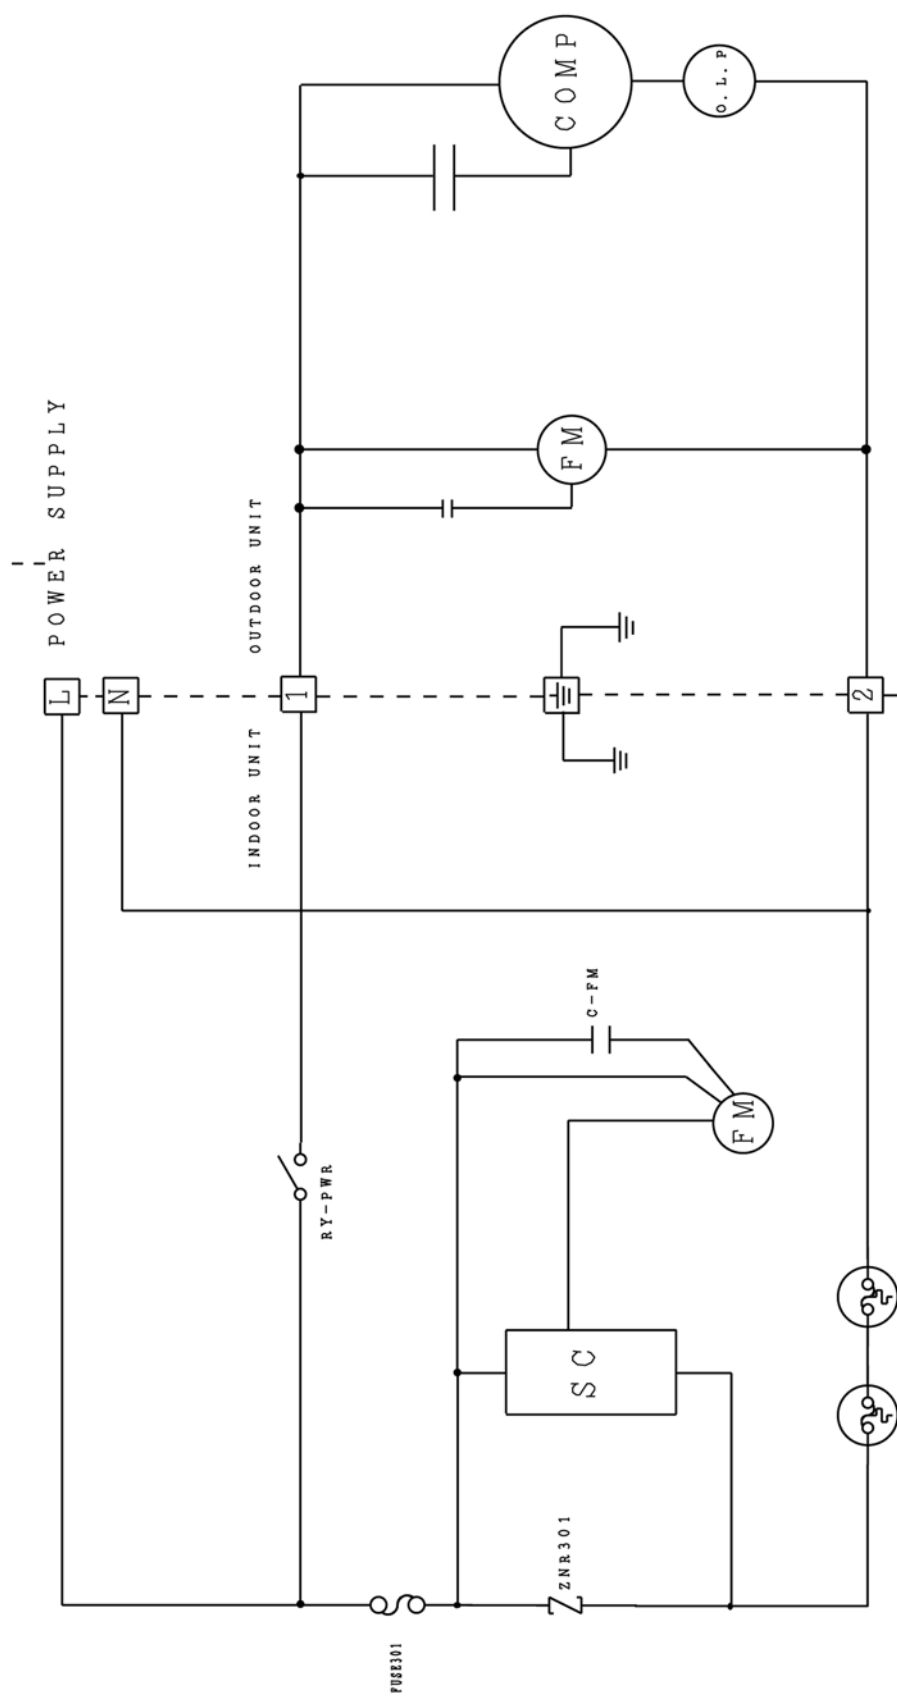 POWER SUPPLY
L
N
INDOOR UNIT
OUTDOOR UNIT
1
2
COMP
O.L.P
FM
C-FM
FM
RY-PWR
SC
ZNR301
FUSE301